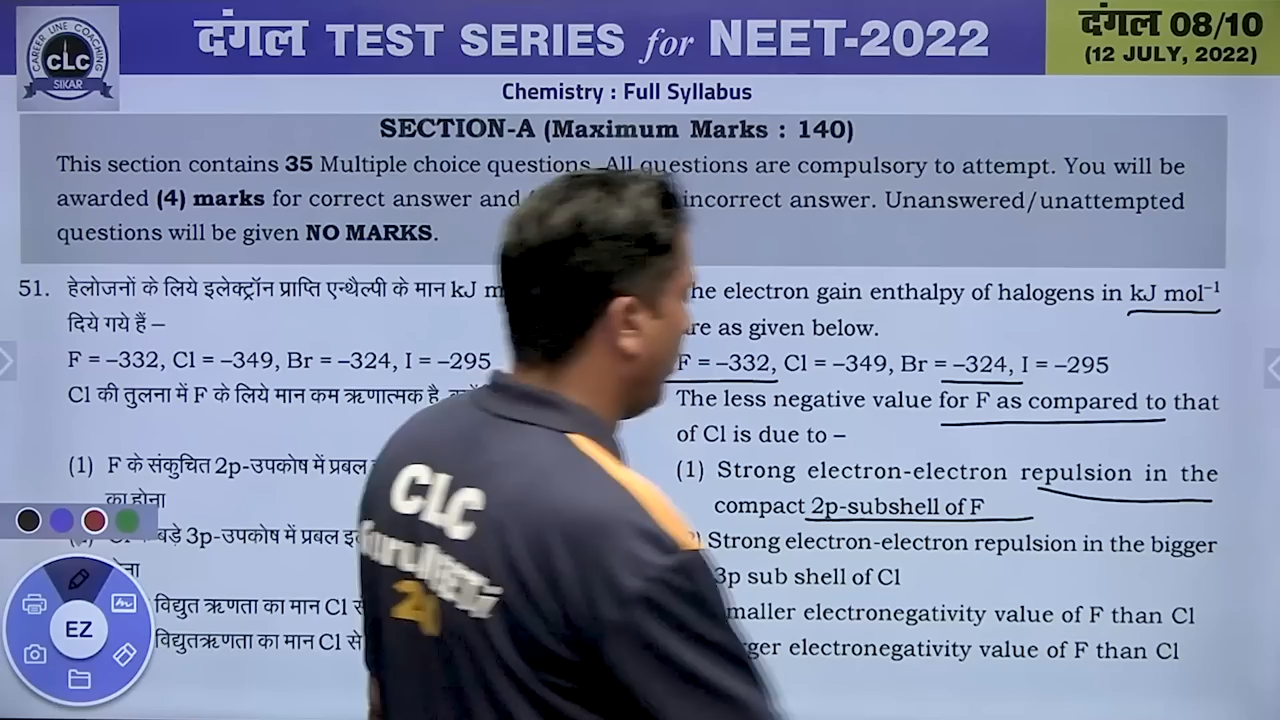 CAREER LINE COACHING
CLC
SIKAR
दंगल TEST SERIES for NEET-2022
दंगल 08/10
(12 JULY, 2022)
Chemistry : Full Syllabus
SECTION-A (Maximum Marks : 140)
This section contains 35 Multiple choice questions. All questions are compulsory to attempt. You will be
awarded (4) marks for correct answer and incorrect answer. Unanswered/unattempted
questions will be given NO MARKS.
51. हेलोजनों के लिये इलेक्ट्रॉन प्राप्ति एन्थैल्पी के मान kJ
दिये गये हैं –
F = –332, Cl = –349, Br = –324, I = –295
Cl की तुलना में F के लिये मान कम ऋणात्मक है
(1) F के संकुचित 2p-उपकोष में प्रबल
का होना
बड़े 3p-उपकोष में प्रबल
विद्युत ऋणता का मान Cl
विद्युतऋणता का मान Cl से
electron gain enthalpy of halogens in kJ mol⁻¹
are as given below.
F = –332, Cl = –349, Br = –324, I = –295
The less negative value for F as compared to that
of Cl is due to –
(1) Strong electron-electron repulsion in the
compact 2p-subshell of F
Strong electron-electron repulsion in the bigger
3p sub shell of Cl
smaller electronegativity value of F than Cl
electronegativity value of F than Cl
CLC
EZ